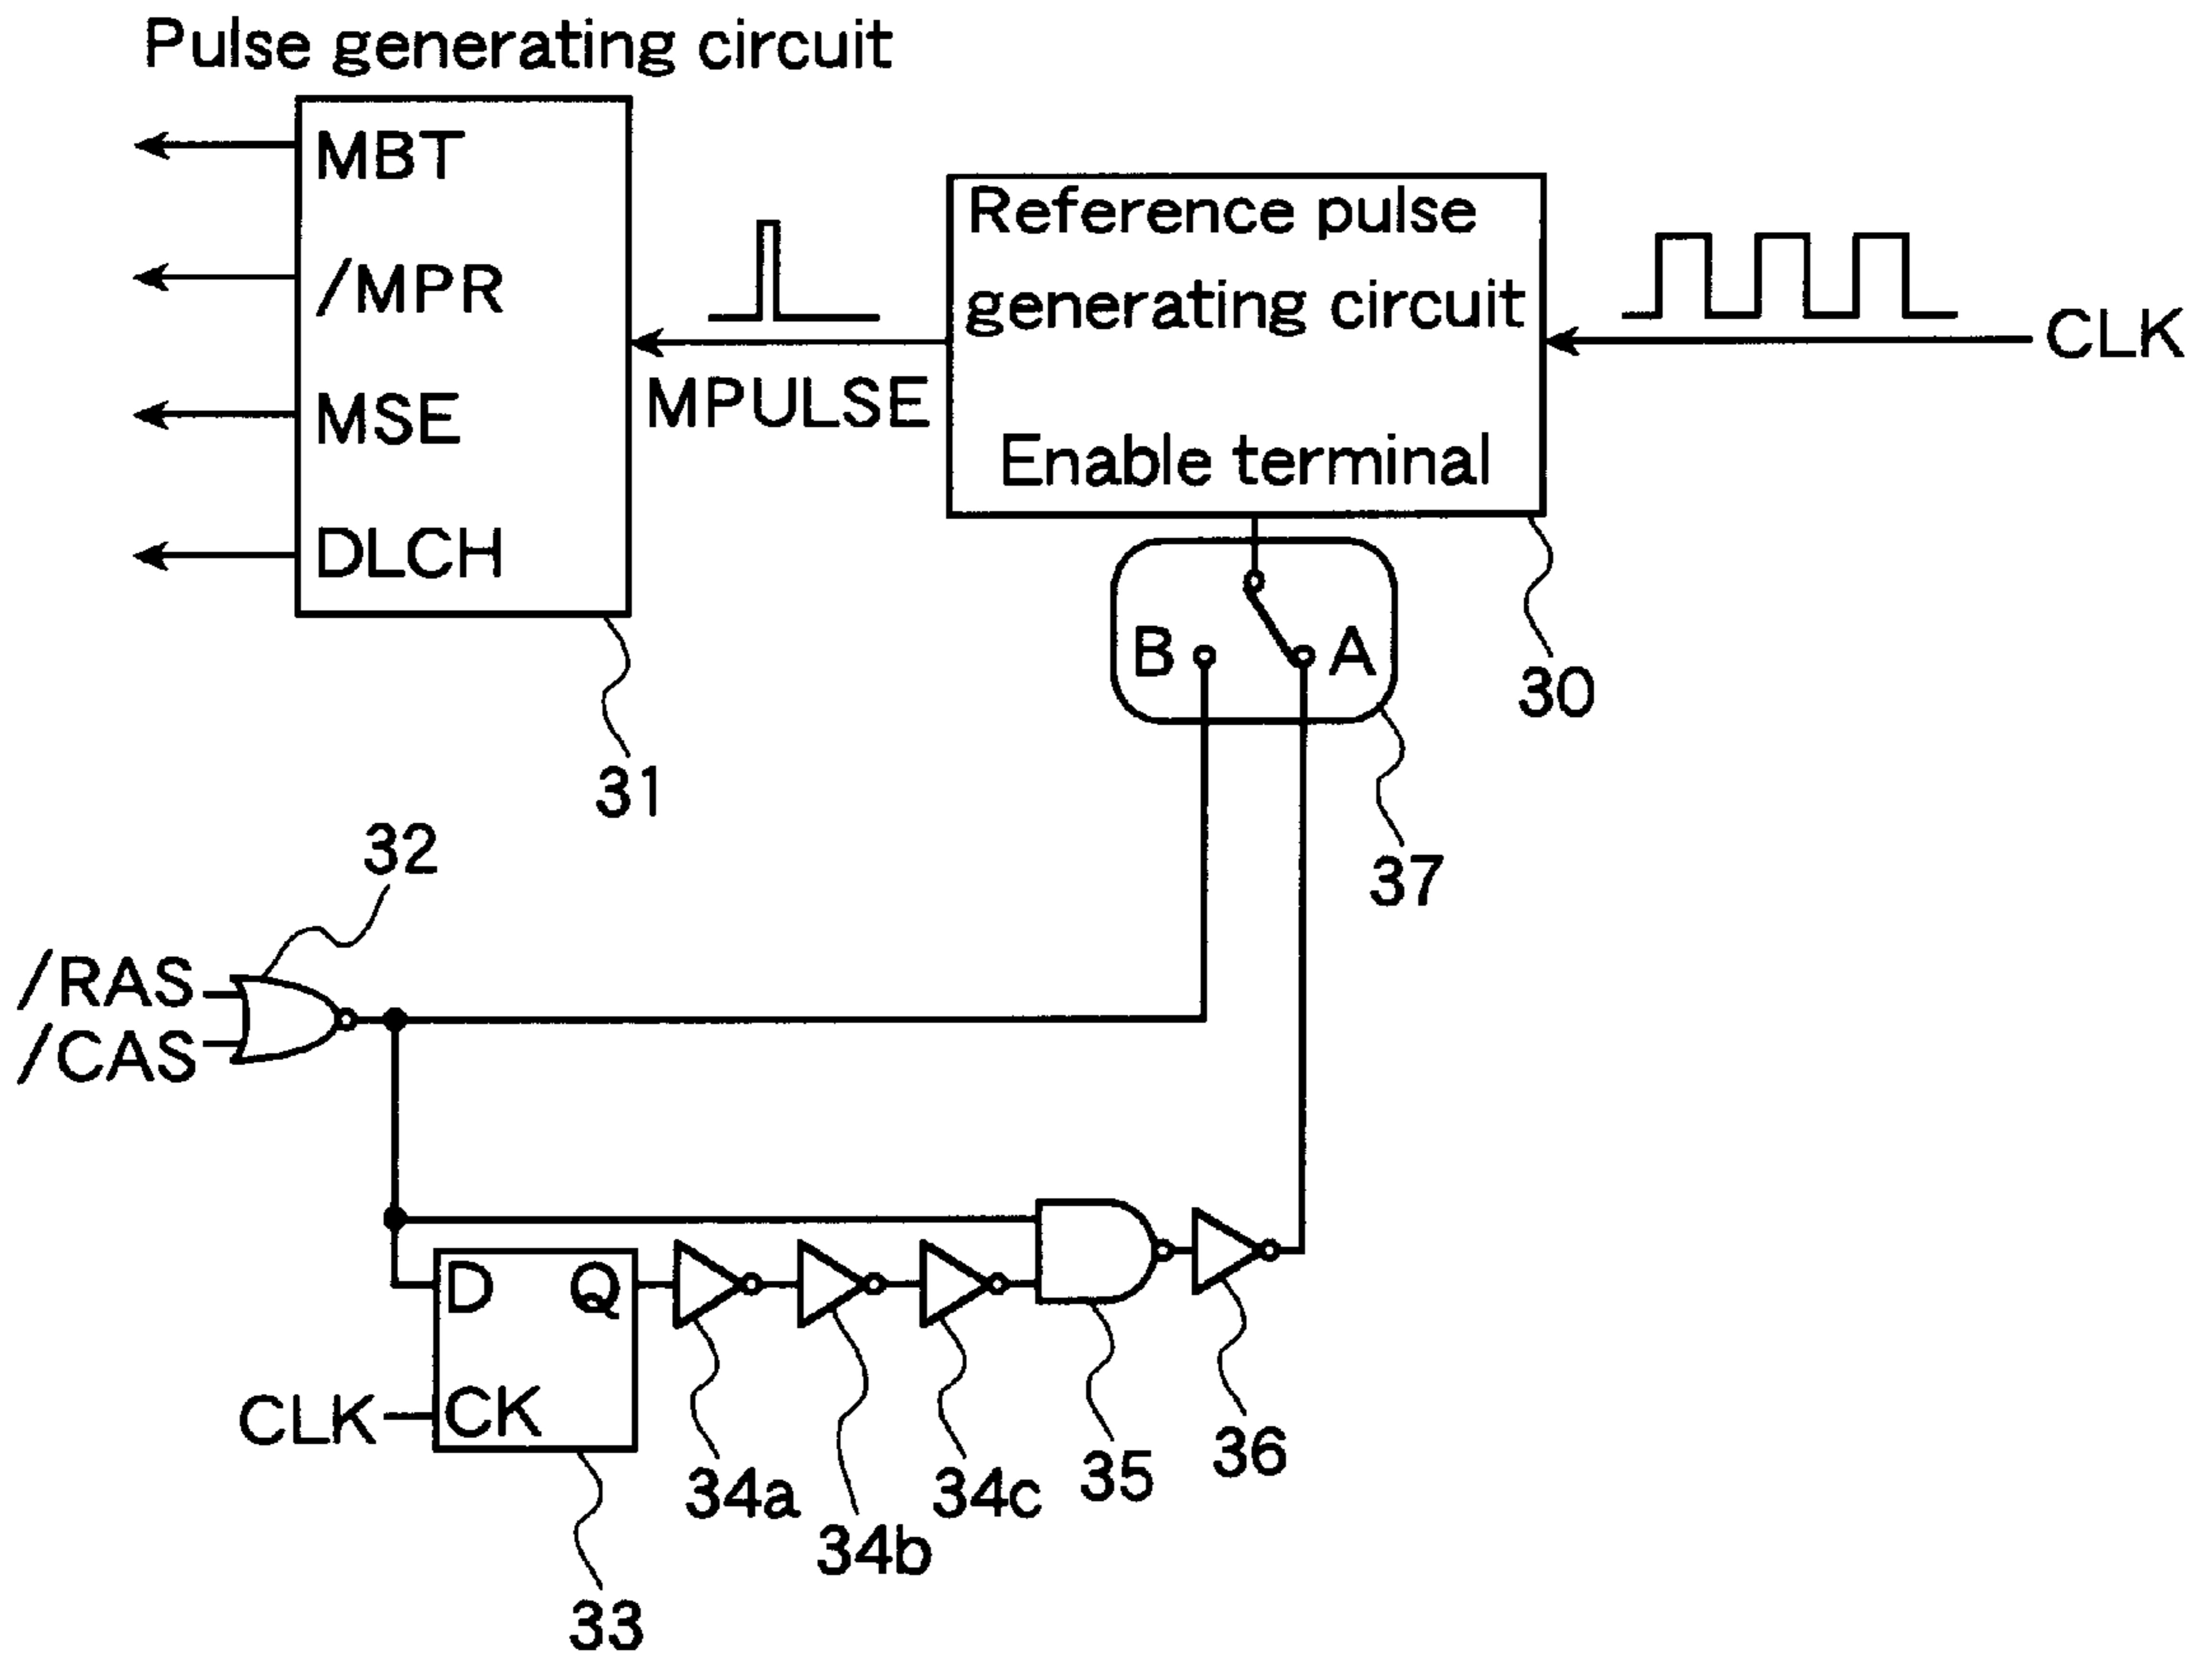 Pulse generating circuit
MBT
/MPR
MSE
DLCH
31
MPULSE
Reference pulse
generating circuit
Enable terminal
30
CLK
B
A
37
32
/RAS
/CAS
D
Q
CK
CLK
33
34a
34b
34c
35
36